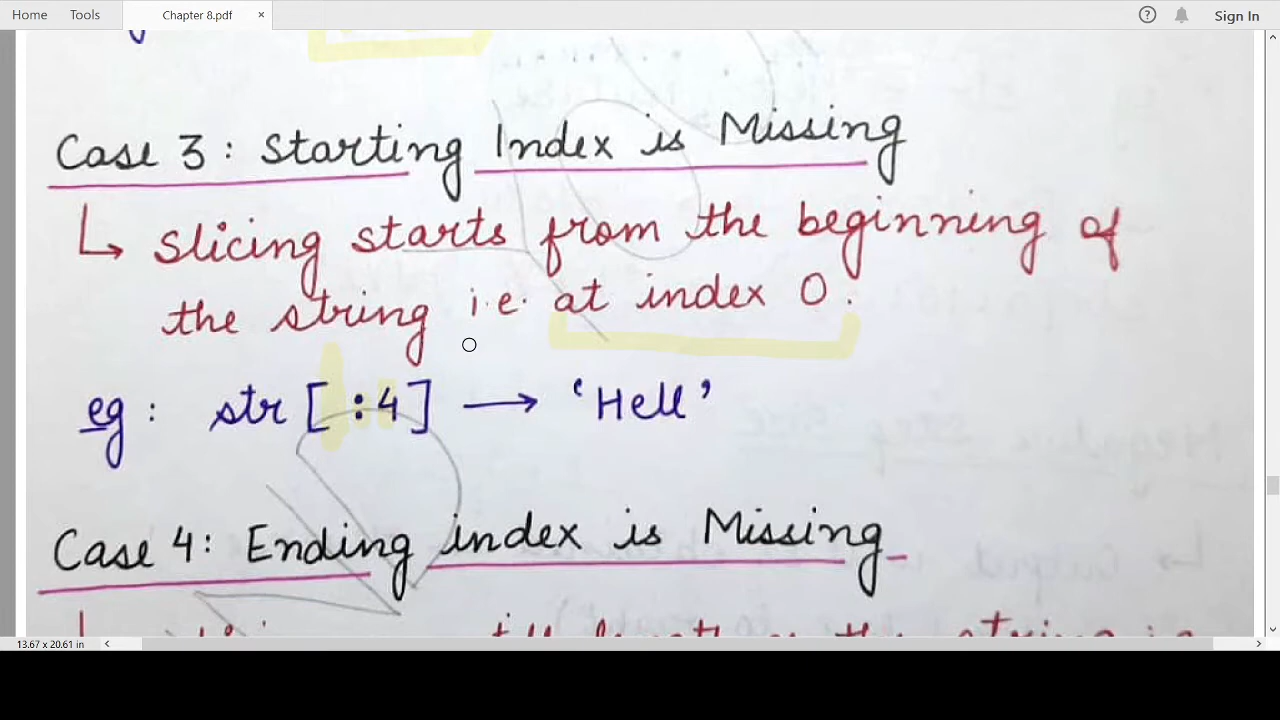 Home Tools Chapter 8.pdf × Sign In
Case 3 : Starting Index is Missing
↳ slicing starts from the beginning of
the string i.e. at index 0.
eg : str [ :4 ] → 'Hell'
Case 4: Ending index is Missing
13.67 x 20.61 in